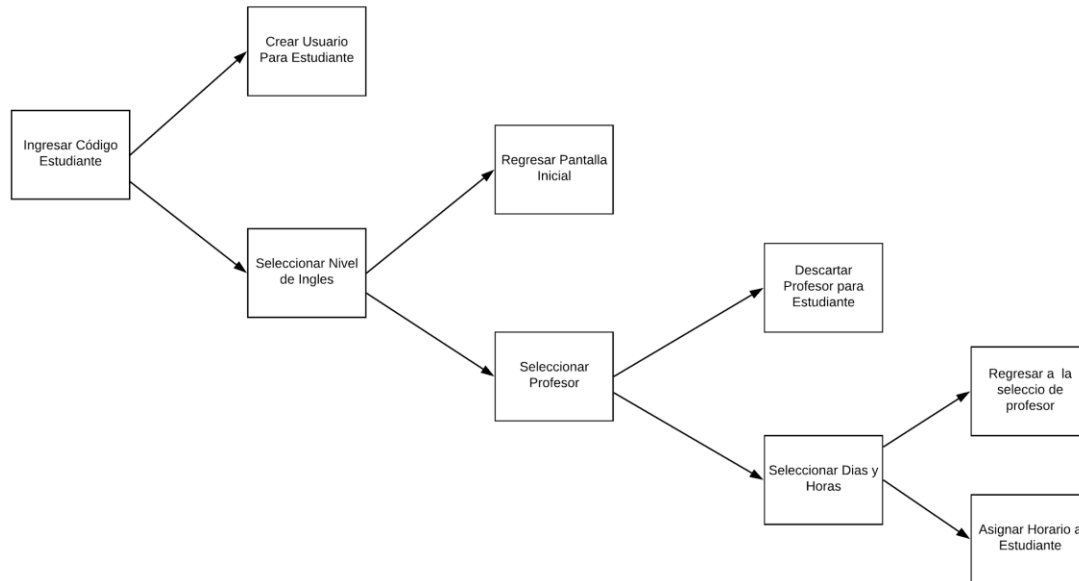 Crear Usuario
Para Estudiante
Ingresar Código
Estudiante
Regresar Pantalla
Inicial
Seleccionar Nivel
de Ingles
Descartar
Profesor para
Estudiante
Seleccionar
Profesor
Regresar a la
seleccio de
profesor
Seleccionar Dias y
Horas
Asignar Horario a
Estudiante